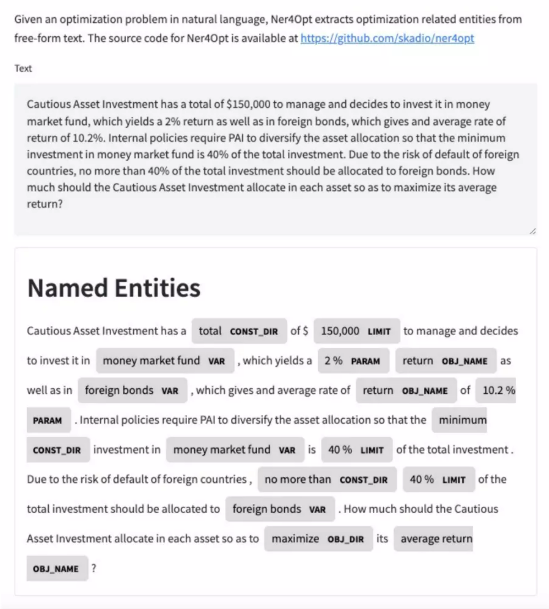 Given an optimization problem in natural language, Ner4Opt extracts optimization related entities from
free-form text. The source code for Ner4Opt is available at https://github.com/skadio/ner4opt
Text
Cautious Asset Investment has a total of $150,000 to manage and decides to invest it in money
market fund, which yields a 2% return as well as in foreign bonds, which gives and average rate of
return of 10.2%. Internal policies require PAI to diversify the asset allocation so that the minimum
investment in money market fund is 40% of the total investment. Due to the risk of default of foreign
countries, no more than 40% of the total investment should be allocated to foreign bonds. How
much should the Cautious Asset Investment allocate in each asset so as to maximize its average
return?
Named Entities
Cautious Asset Investment has a total CONST_DIR of $ 150,000 LIMIT to manage and decides
to invest it in money market fund VAR , which yields a 2 % PARAM return OBJ_NAME as
well as in foreign bonds VAR , which gives and average rate of return OBJ_NAME of 10.2 %
PARAM . Internal policies require PAI to diversify the asset allocation so that the minimum
CONST_DIR investment in money market fund VAR is 40 % LIMIT of the total investment .
Due to the risk of default of foreign countries , no more than CONST_DIR 40 % LIMIT of the
total investment should be allocated to foreign bonds VAR . How much should the Cautious
Asset Investment allocate in each asset so as to maximize OBJ_DIR its average return
OBJ_NAME ?